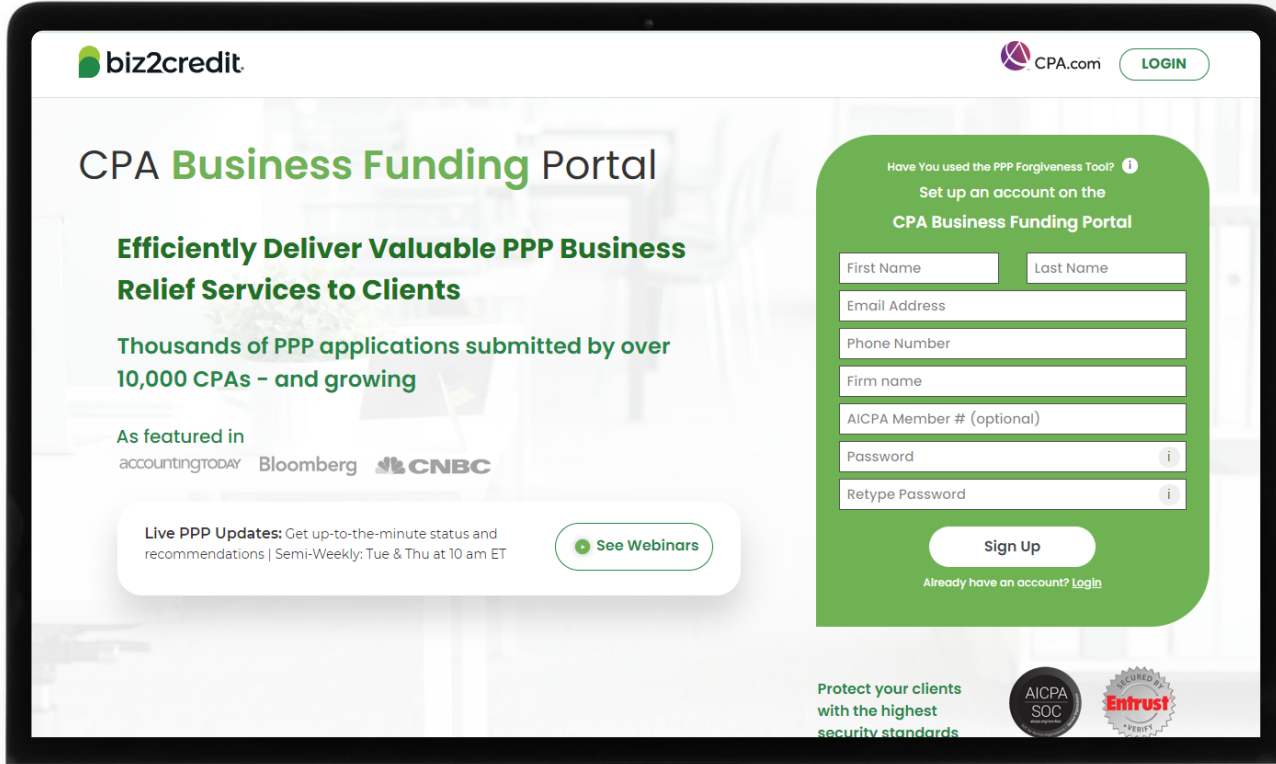 biz2credit
CPA.com
LOGIN
CPA Business Funding Portal
Efficiently Deliver Valuable PPP Business
Relief Services to Clients
Thousands of PPP applications submitted by over
10,000 CPAs - and growing
As featured in
accountingTODAY Bloomberg CNBC
Live PPP Updates: Get up-to-the-minute status and
recommendations | Semi-Weekly: Tue & Thu at 10 am ET
See Webinars
Have You used the PPP Forgiveness Tool? i
Set up an account on the
CPA Business Funding Portal
First Name Last Name
Email Address
Phone Number
Firm name
AICPA Member # (optional)
Password i
Retype Password i
Sign Up
Already have an account? Login
Protect your clients
with the highest
security standards
AICPA
SOC
SECURED BY
Entrust
VERIFY